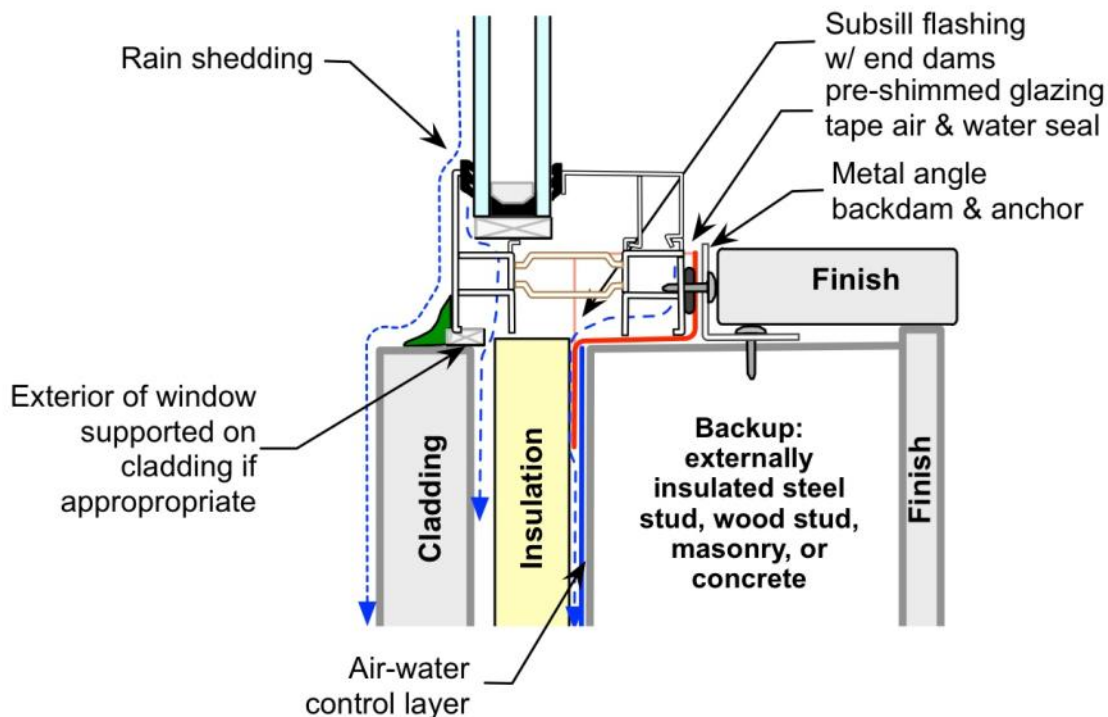 Rain shedding
Subsill flashing
w/ end dams
pre-shimmed glazing
tape air & water seal
Metal angle
backdam & anchor
Finish
Exterior of window
supported on
cladding if
appropropriate
Cladding
Insulation
Backup:
externally
insulated steel
stud, wood stud,
masonry, or
concrete
Finish
Air-water
control layer